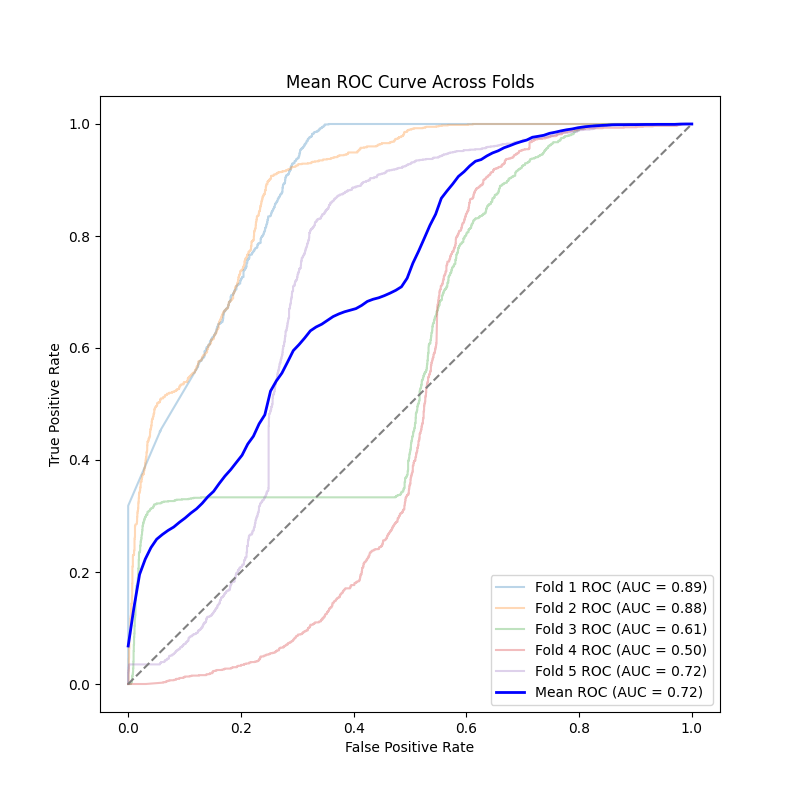 Mean ROC Curve Across Folds
True Positive Rate
1.0
0.8
0.6
0.4
0.2
0.0
Fold 1 ROC (AUC = 0.89)
Fold 2 ROC (AUC = 0.88)
Fold 3 ROC (AUC = 0.61)
Fold 4 ROC (AUC = 0.50)
Fold 5 ROC (AUC = 0.72)
Mean ROC (AUC = 0.72)
0.0 0.2 0.4 0.6 0.8 1.0
False Positive Rate